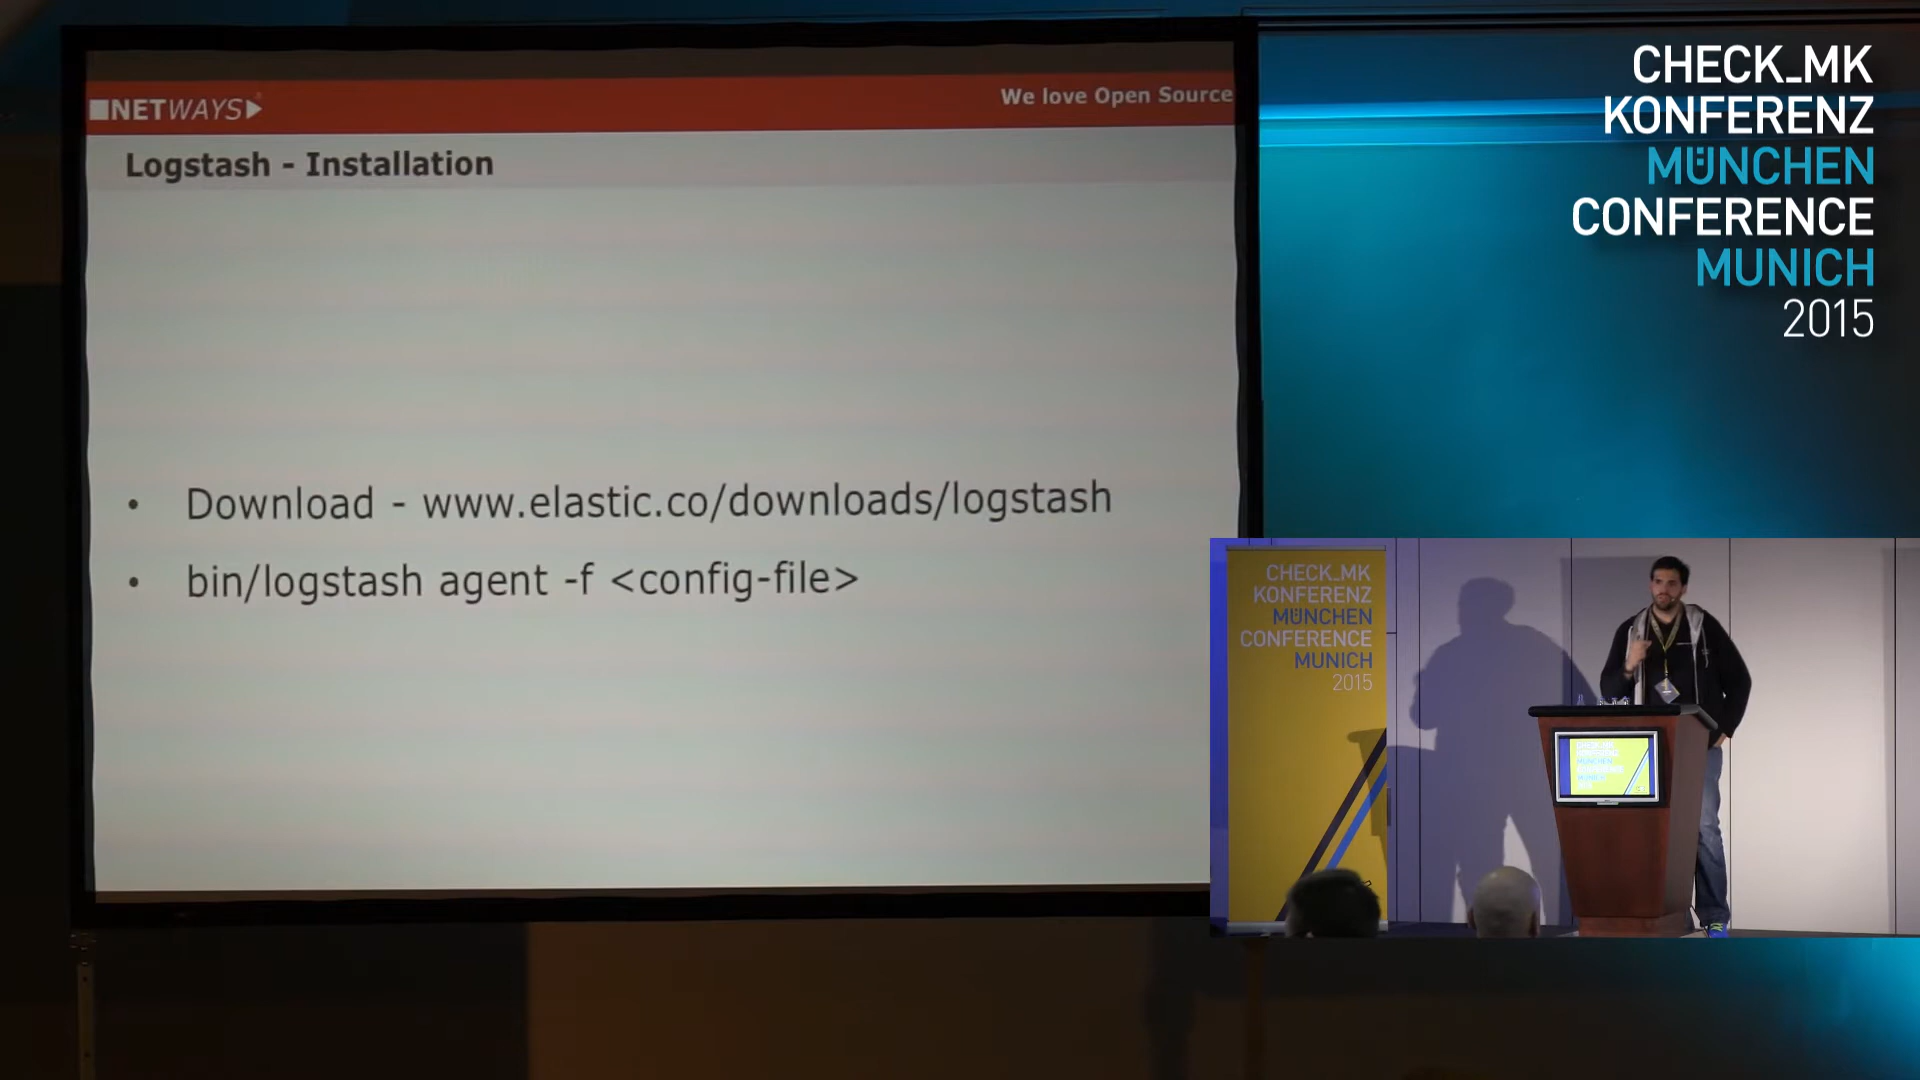 NETWAYS
We love Open Source
Logstash - Installation
• Download - www.elastic.co/downloads/logstash
• bin/logstash agent -f <config-file>
CHECK_MK
KONFERENZ
MÜNCHEN
CONFERENCE
MUNICH
2015
CHECK_MK
KONFERENZ
MÜNCHEN
CONFERENCE
MUNICH
2015